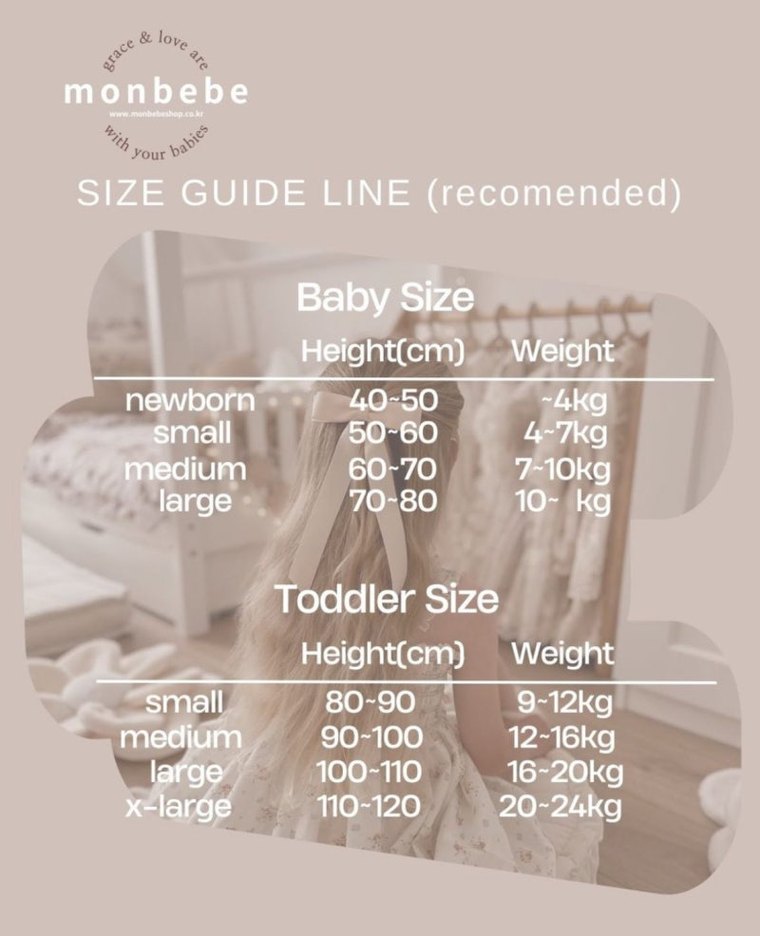 grace & love are
monbebe
www.monbebeshop.co.kr
with your babies
SIZE GUIDE LINE (recomended)
Baby Size
Height(cm) Weight
newborn 40~50 ~4kg
small 50~60 4~7kg
medium 60~70 7~10kg
large 70~80 10~ kg
Toddler Size
Height(cm) Weight
small 80~90 9~12kg
medium 90~100 12~16kg
large 100~110 16~20kg
x-large 110~120 20~24kg